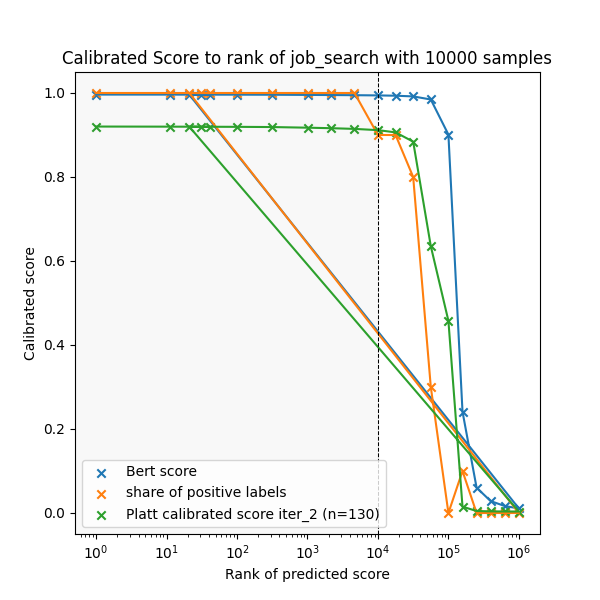 Calibrated Score to rank of job_search with 10000 samples
Calibrated score
1.0
0.8
0.6
0.4
0.2
0.0
Bert score
share of positive labels
Platt calibrated score iter_2 (n=130)
10⁰ 10¹ 10² 10³ 10⁴ 10⁵ 10⁶
Rank of predicted score